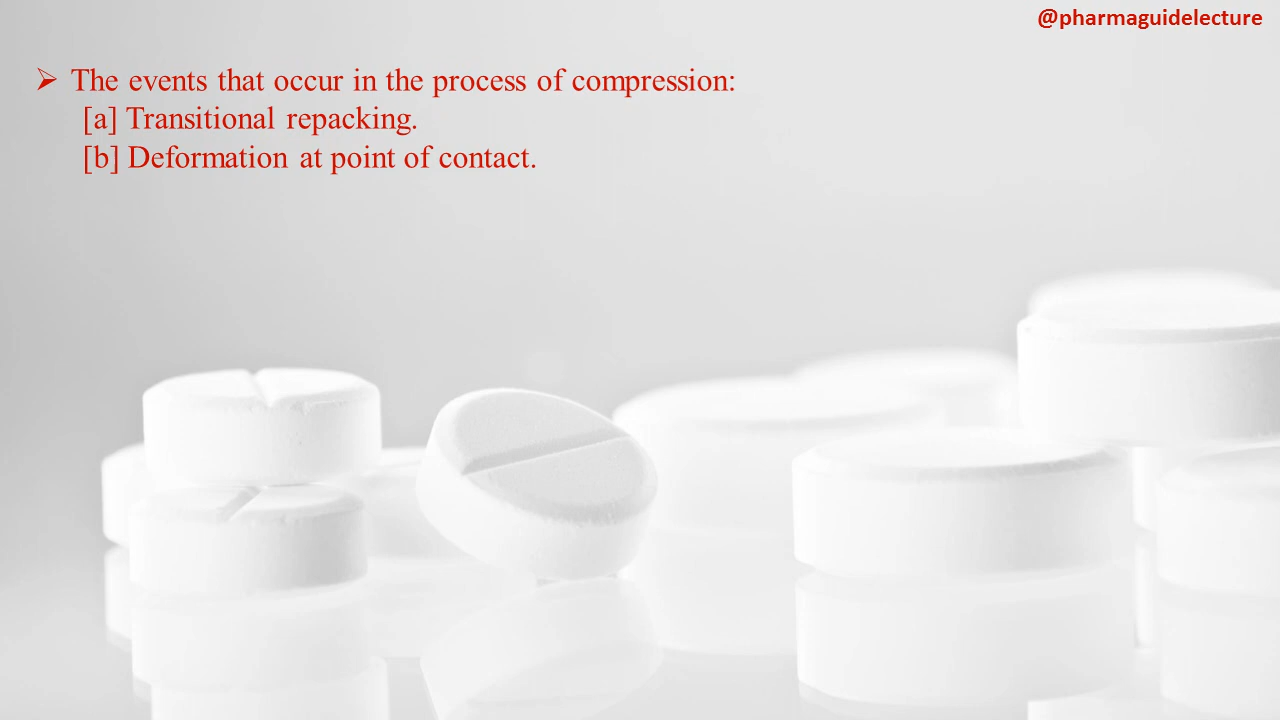 @pharmaguidelecture
➢ The events that occur in the process of compression:
[a] Transitional repacking.
[b] Deformation at point of contact.